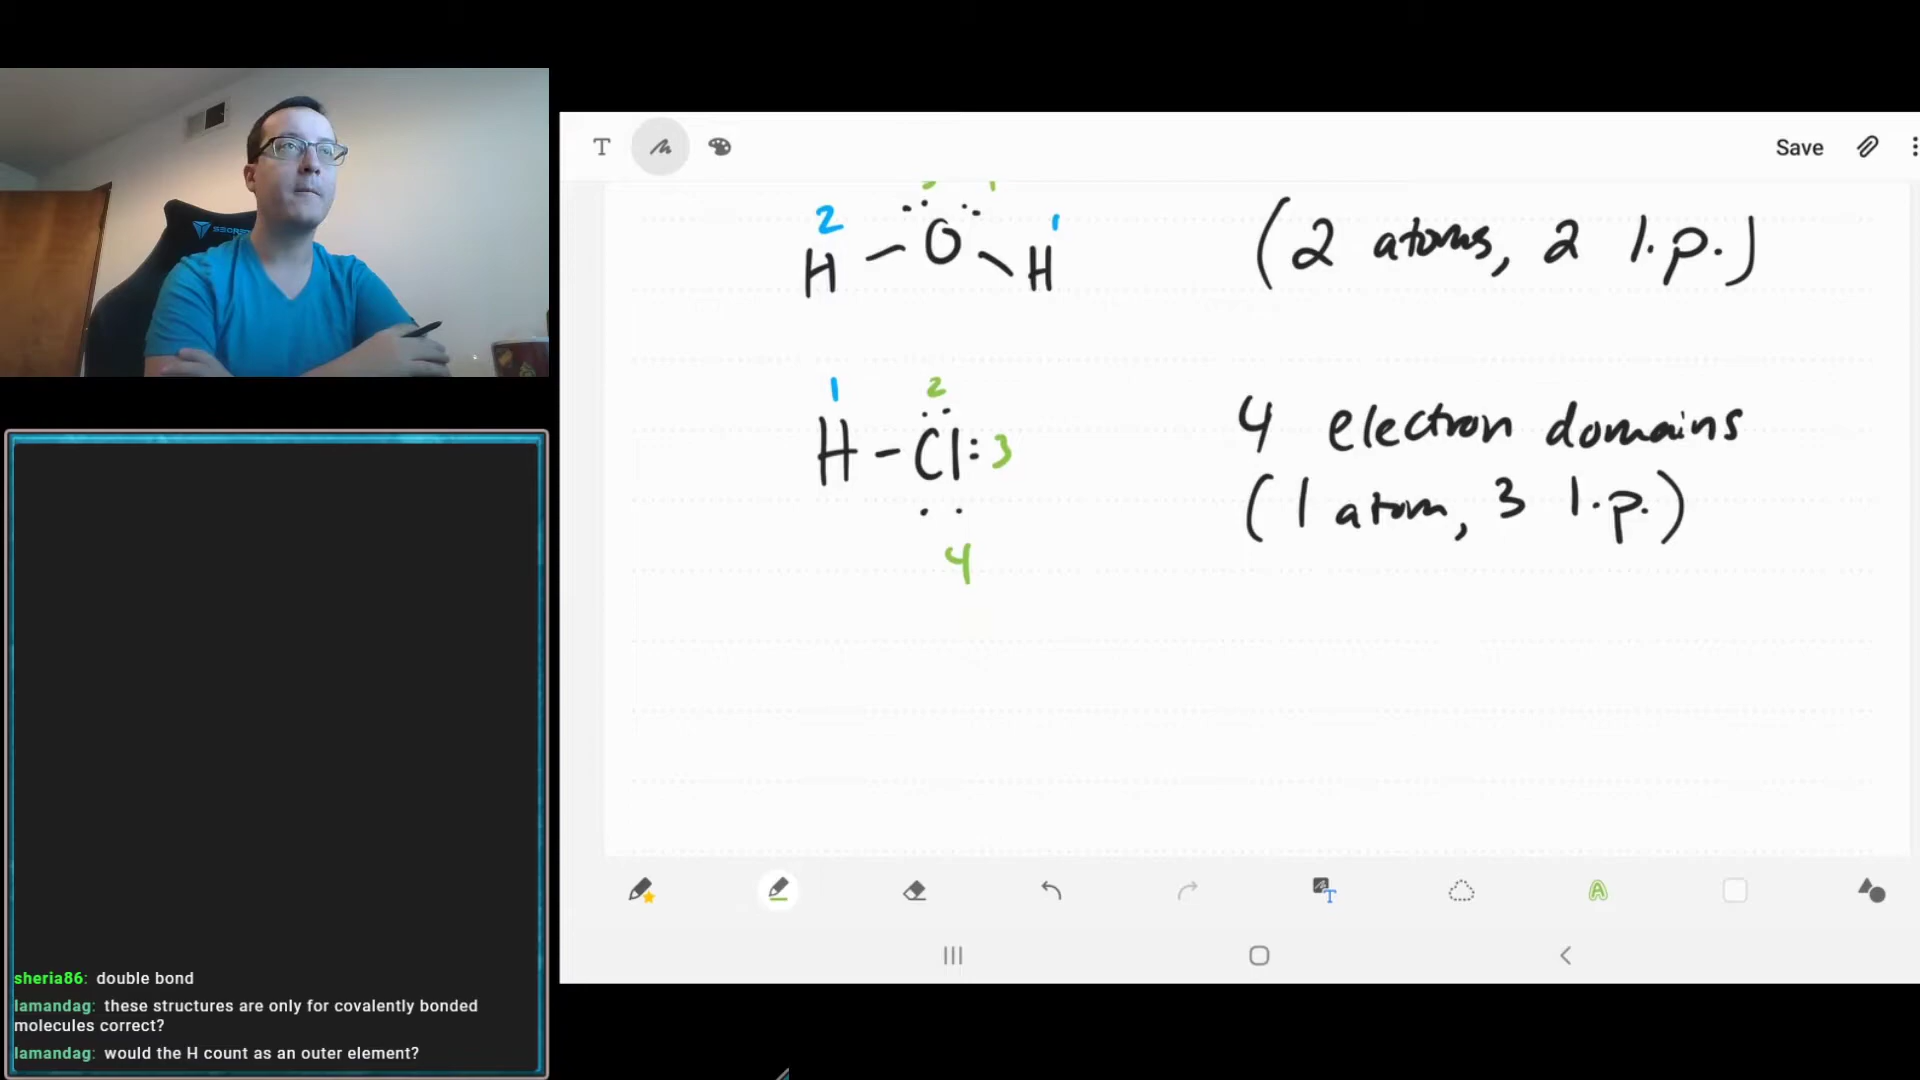 SECRE
T
Save
2 1
H - O - H
(2 atoms, 2 l.p.)
1 2
H - Cl: 3
4
4 electron domains
(1 atom, 3 l.p.)
A
T
sheria86: double bond
lamandag: these structures are only for covalently bonded
molecules correct?
lamandag: would the H count as an outer element?